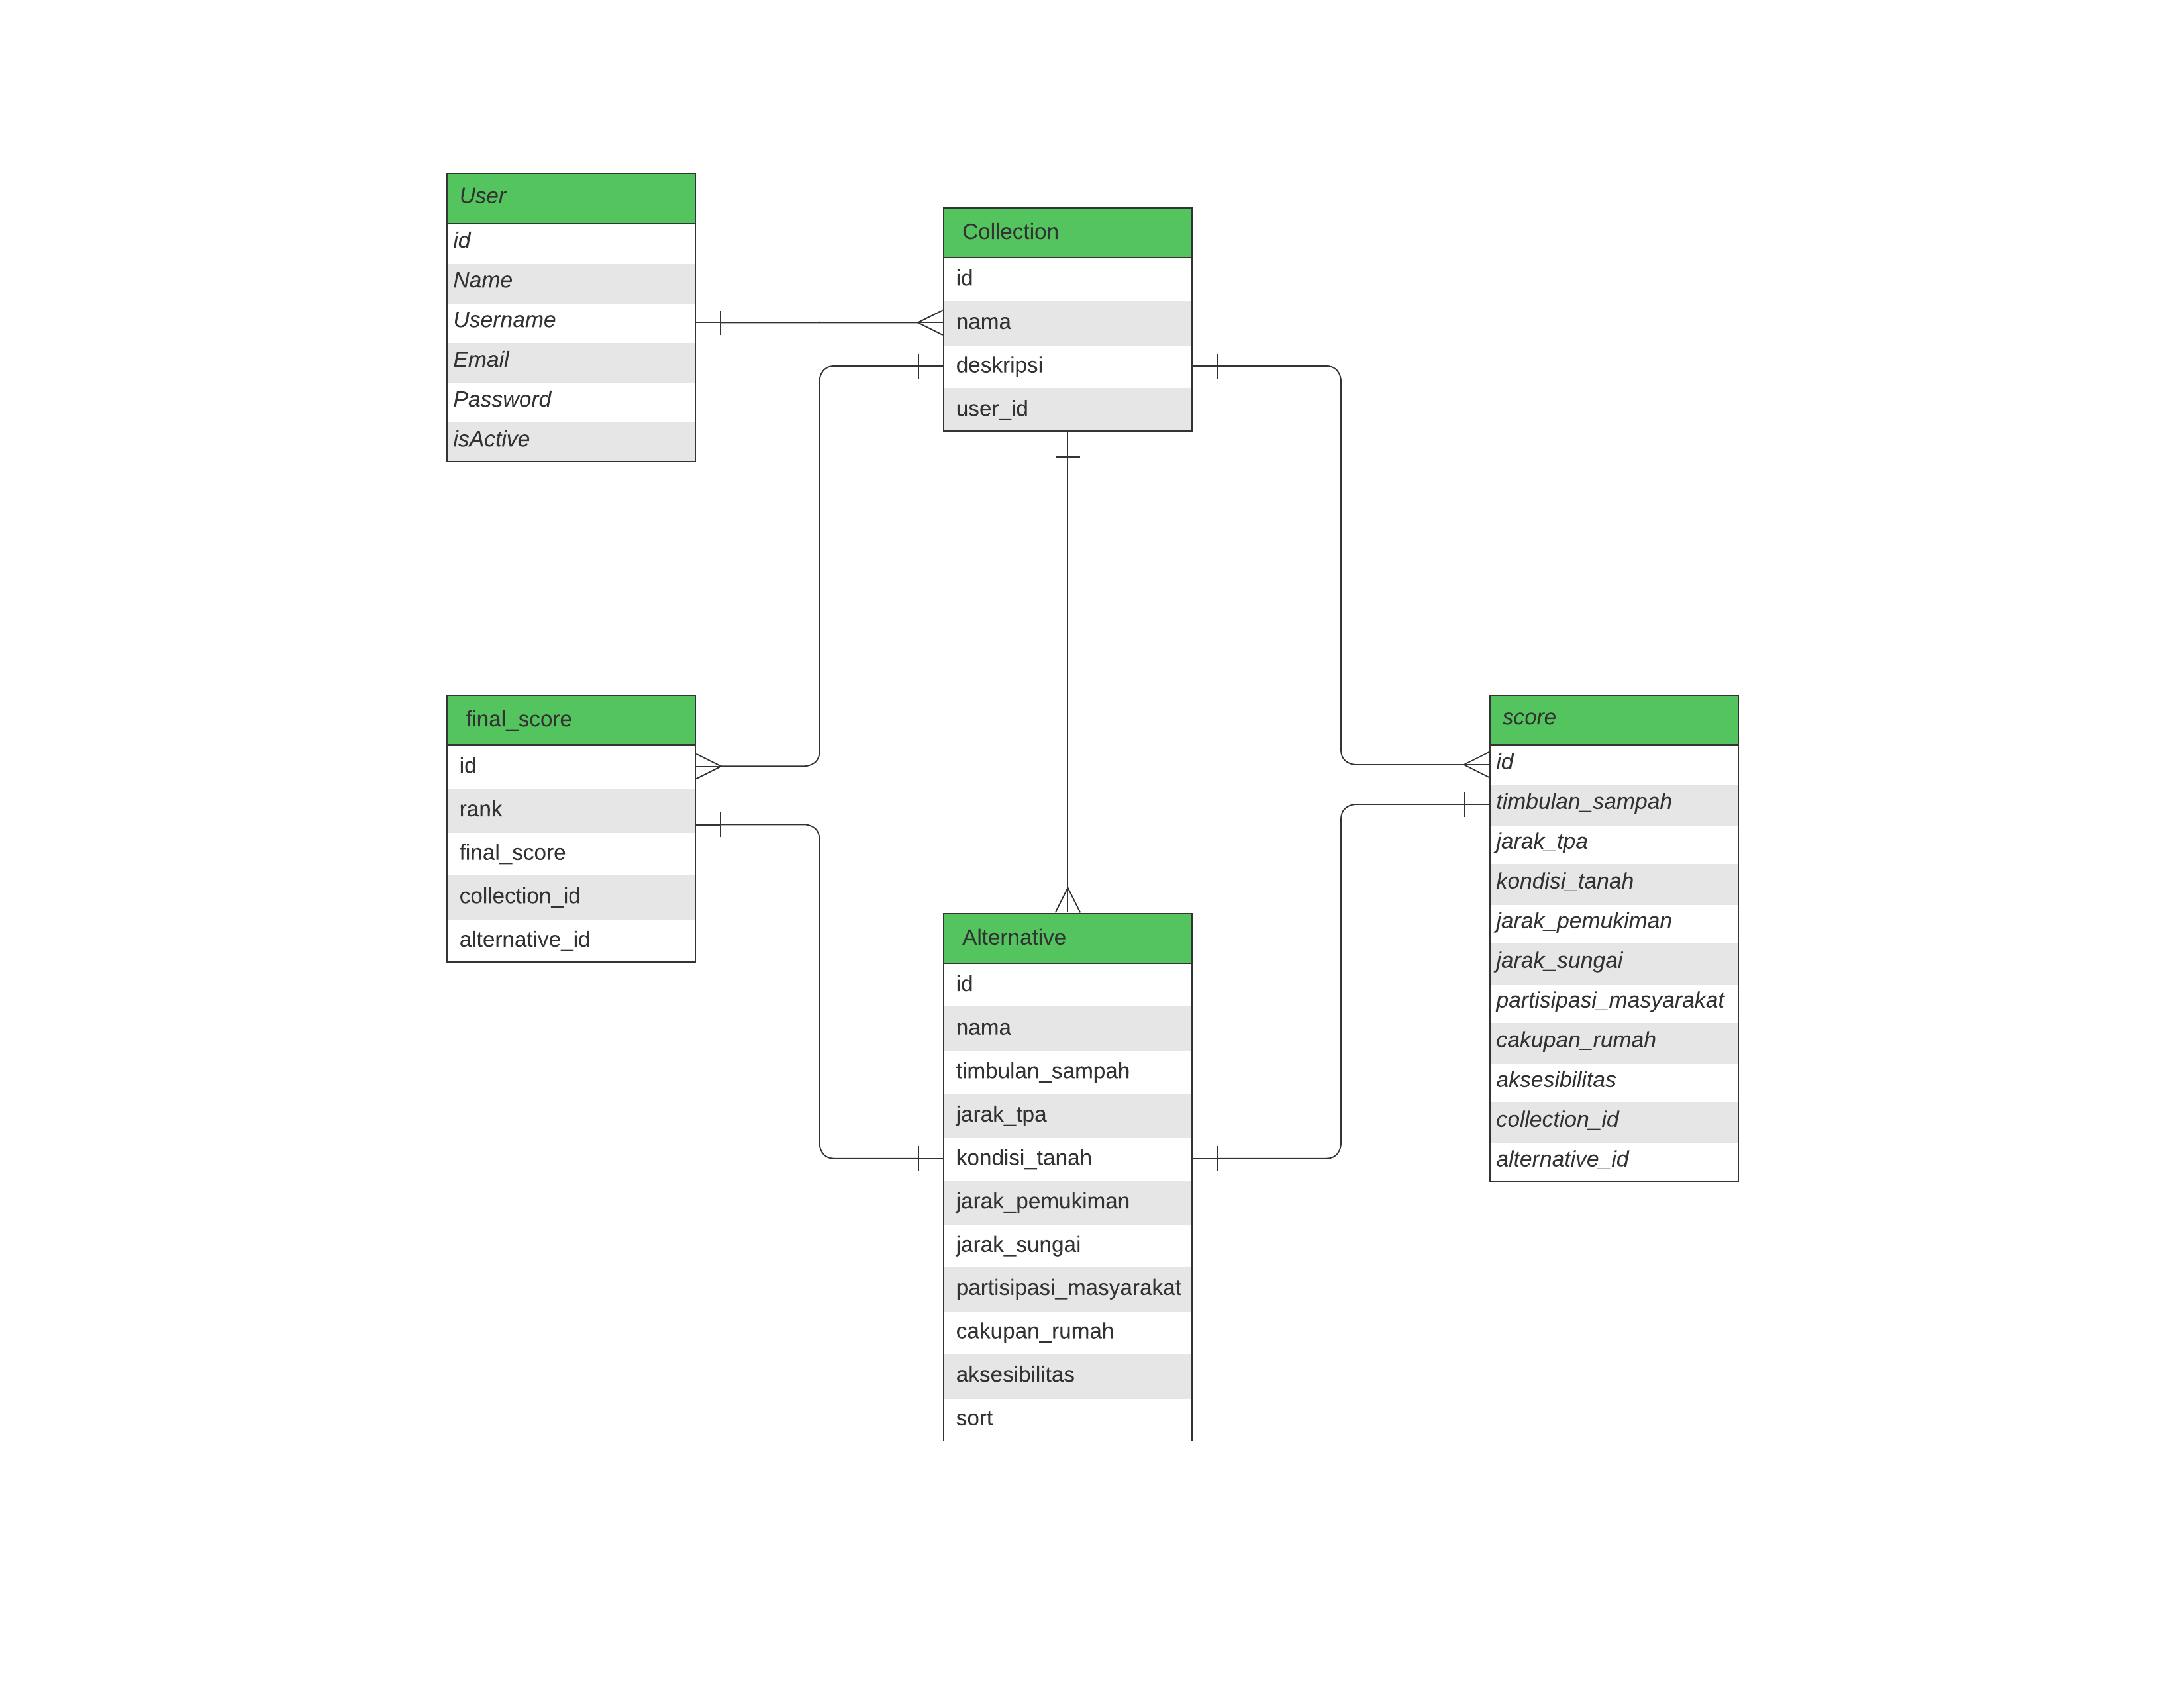 User
id
Name
Username
Email
Password
isActive
Collection
id
nama
deskripsi
user_id
final_score
id
rank
final_score
collection_id
alternative_id
score
id
timbulan_sampah
jarak_tpa
kondisi_tanah
jarak_pemukiman
jarak_sungai
partisipasi_masyarakat
cakupan_rumah
aksesibilitas
collection_id
alternative_id
Alternative
id
nama
timbulan_sampah
jarak_tpa
kondisi_tanah
jarak_pemukiman
jarak_sungai
partisipasi_masyarakat
cakupan_rumah
aksesibilitas
sort